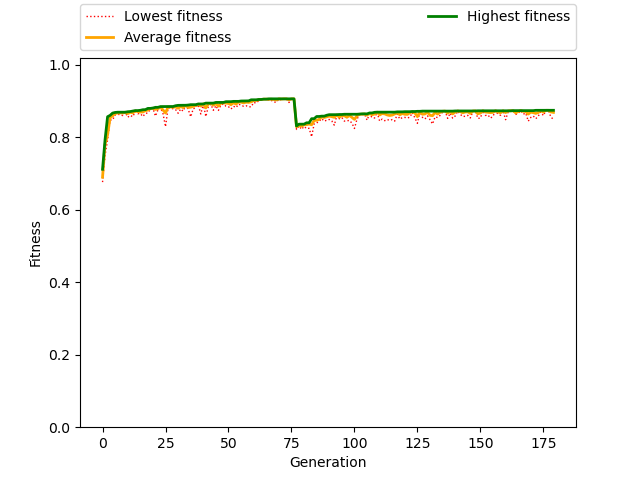 Lowest fitness
Average fitness
Highest fitness
1.0
0.8
0.6
0.4
0.2
0.0
Fitness
0 25 50 75 100 125 150 175
Generation